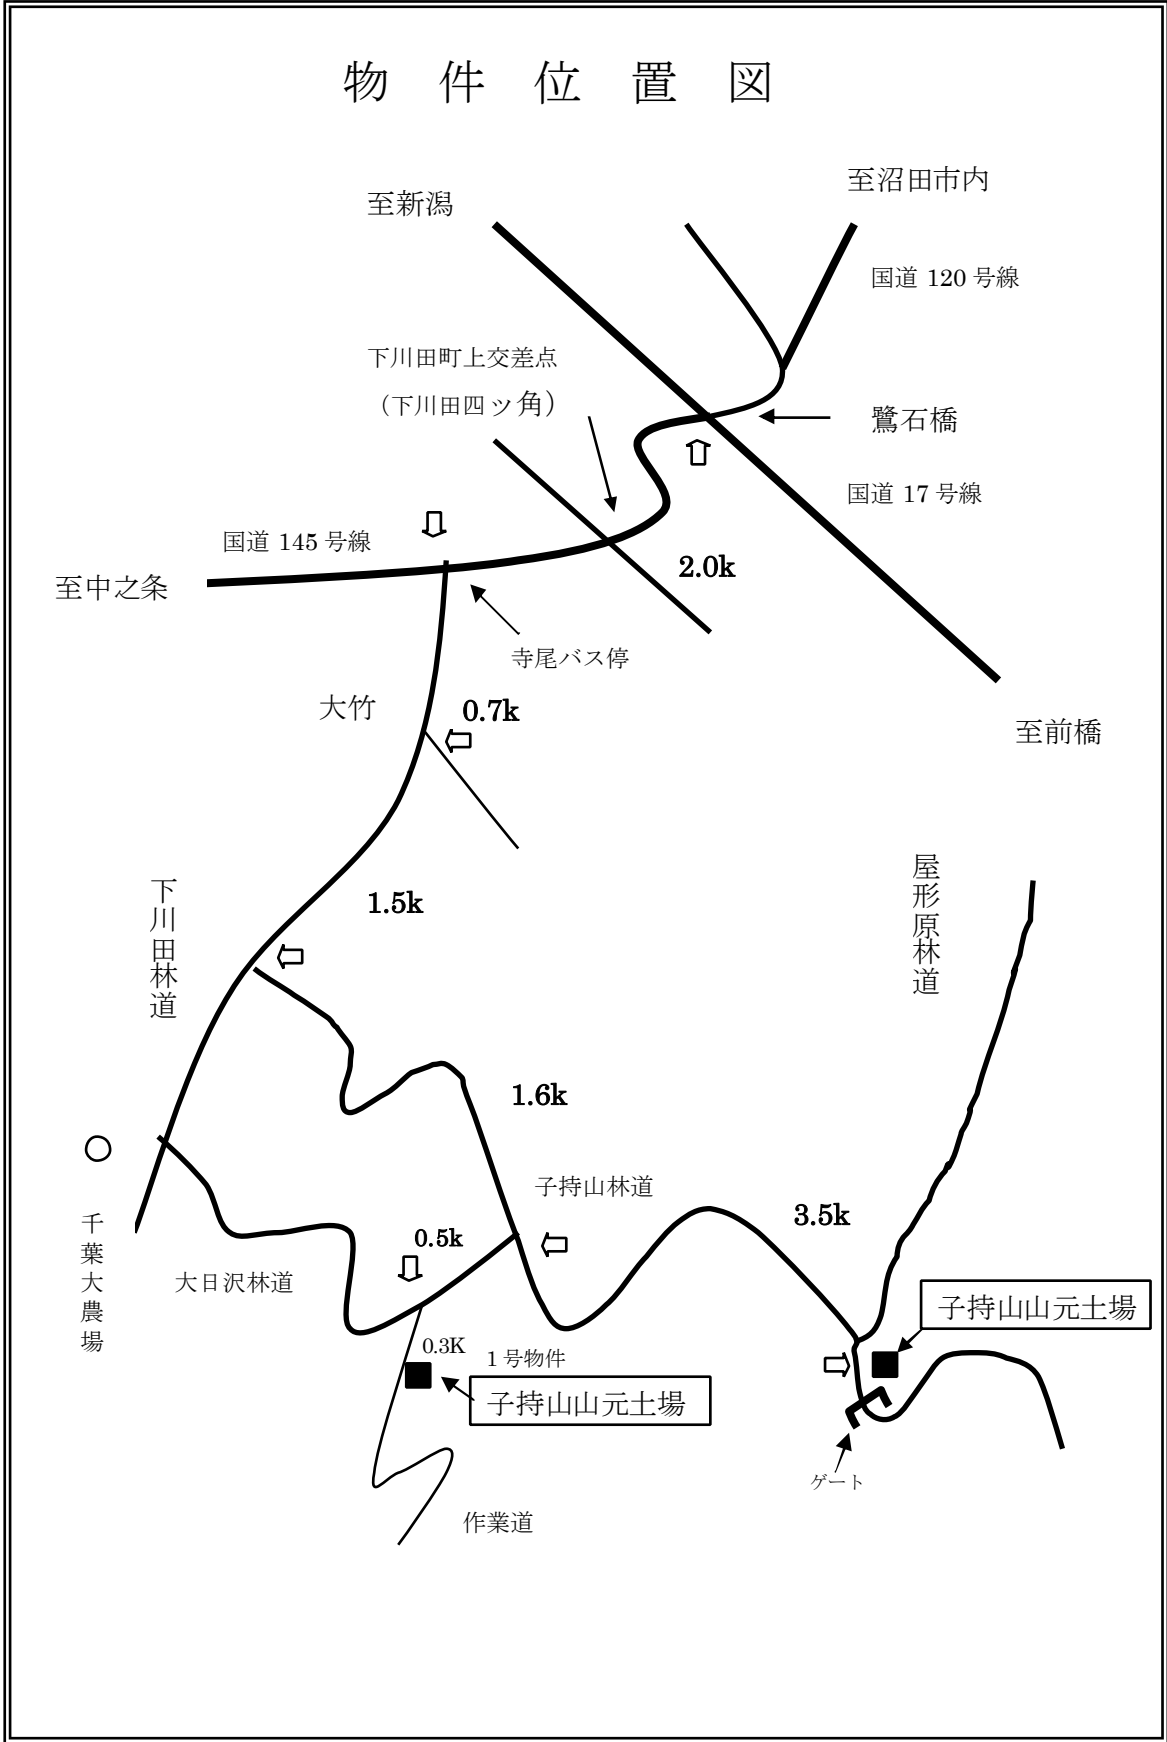 物件位置図
至沼田市内
至新潟
国道 120 号線
下川田町上交差点
（下川田四ッ角）
鷺石橋
国道 17 号線
国道 145 号線
2.0k
至中之条
寺尾バス停
大竹
0.7k
至前橋
屋形原林道
下川田林道
1.5k
1.6k
子持山林道
3.5k
千葉大農場
0.5k
大日沢林道
子持山山元土場
0.3K
1号物件
子持山山元土場
ゲート
作業道